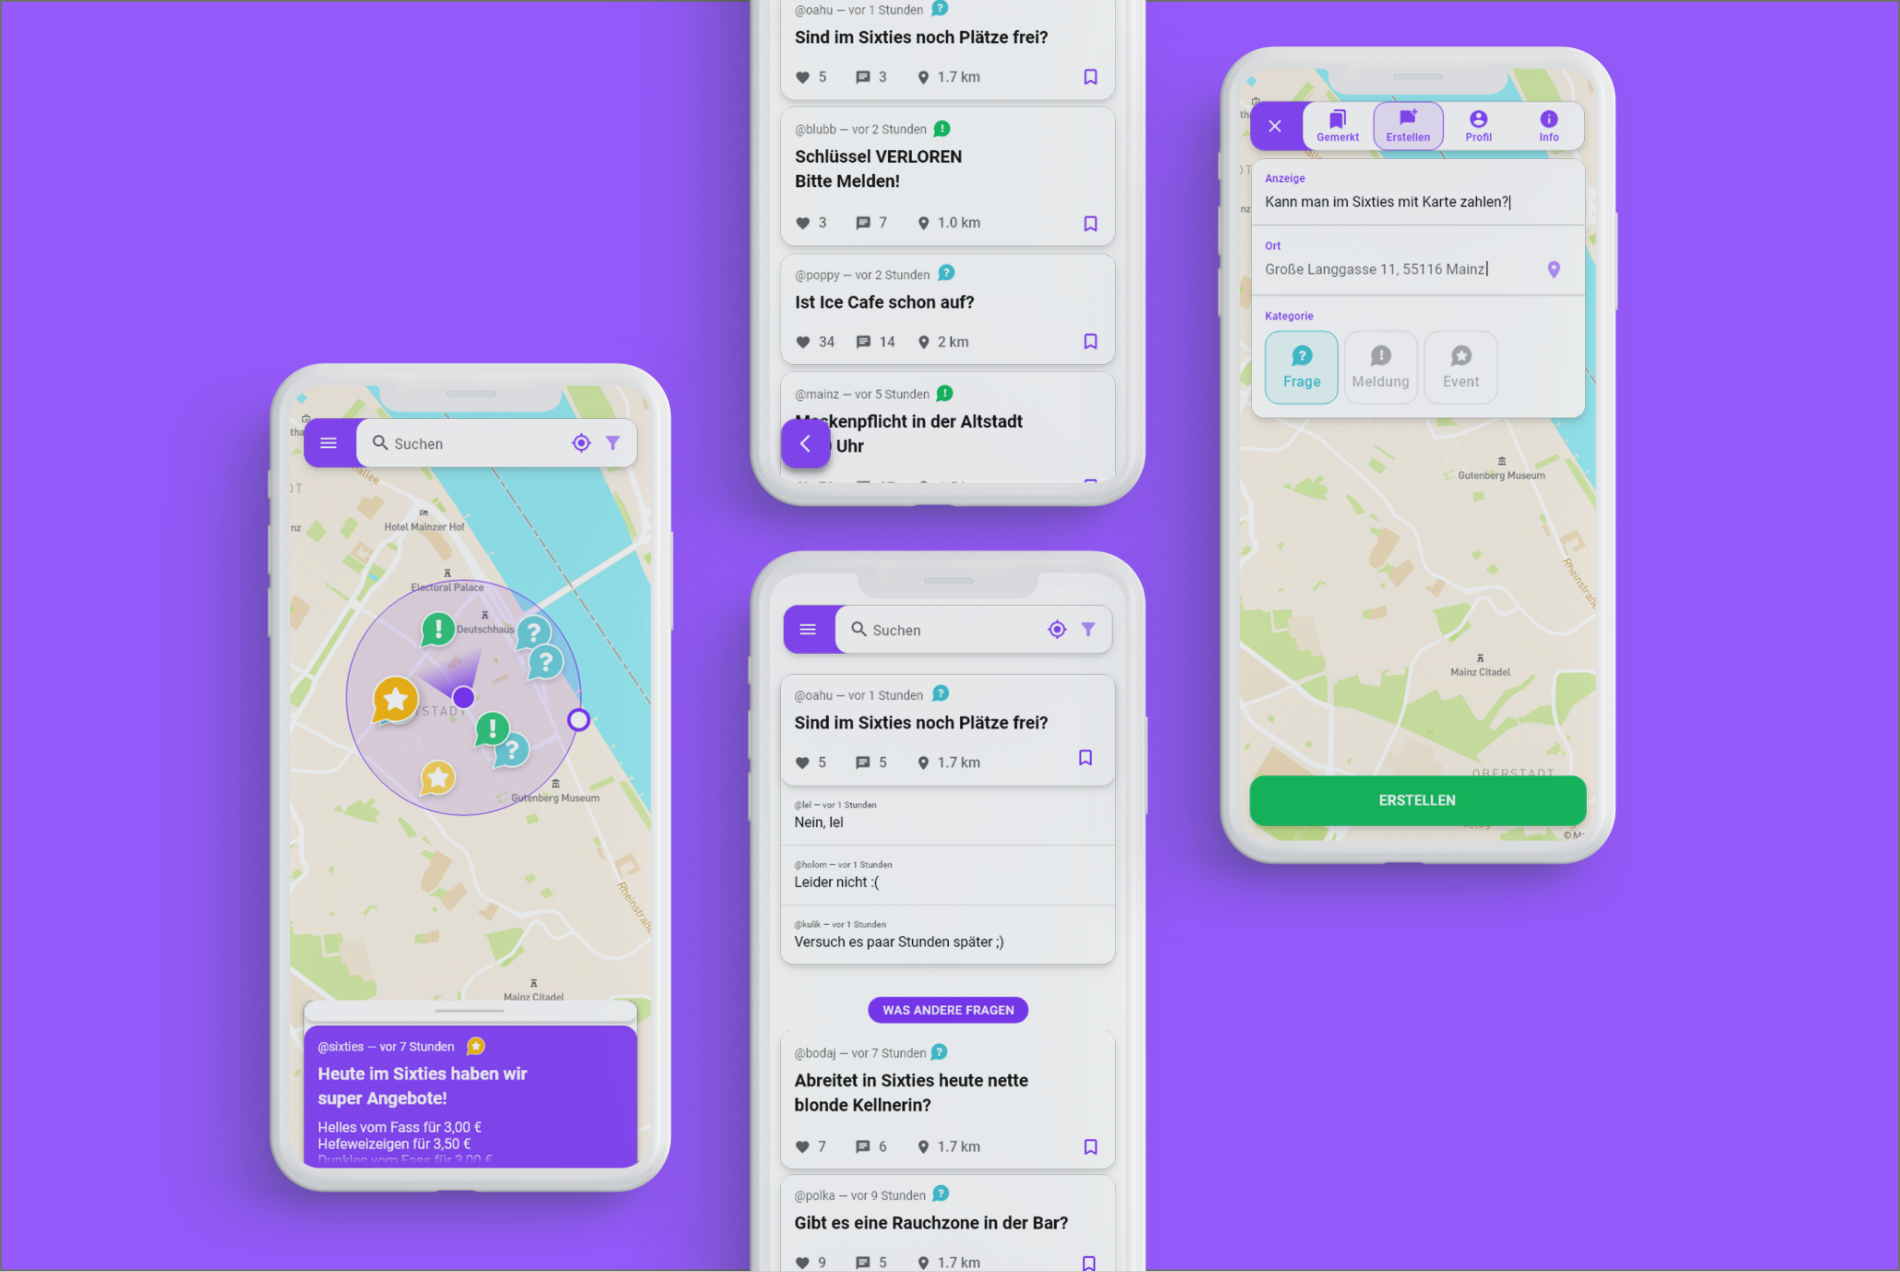 Suchen
Hotel Mainzer Hof
Electoral Palace
Deutschhaus
Gutenberg Museum
Rheinstraße
Mainz Citadel
@sixties — vor 7 Stunden
Heute im Sixties haben wir
super Angebote!
Helles vom Fass für 3,00 €
Hefeweizeigen für 3,50 €
Dunkles vom Fass für 3,00 €
@oahu — vor 1 Stunden
Sind im Sixties noch Plätze frei?
5 3 1.7 km
@blubb — vor 2 Stunden
Schlüssel VERLOREN
Bitte Melden!
3 7 1.0 km
@poppy — vor 2 Stunden
Ist Ice Cafe schon auf?
34 14 2 km
@mainz — vor 5 Stunden
Maskenpflicht in der Altstadt
Uhr
Suchen
@oahu — vor 1 Stunden
Sind im Sixties noch Plätze frei?
5 5 1.7 km
@lel — vor 1 Stunden
Nein, lel
@holom — vor 1 Stunden
Leider nicht :(
@kulik — vor 1 Stunden
Versuch es paar Stunden später ;)
WAS ANDERE FRAGEN
@bodaj — vor 7 Stunden
Abreitet in Sixties heute nette
blonde Kellnerin?
7 6 1.7 km
@polka — vor 9 Stunden
Gibt es eine Rauchzone in der Bar?
9 5 1.7 km
Gemerkt Erstellen Profil Info
Anzeige
Kann man im Sixties mit Karte zahlen?
Ort
Große Langgasse 11, 55116 Mainz
Kategorie
Frage Meldung Event
Gutenberg Museum
Rheinstraße
Mainz Citadel
OBERSTADT
ERSTELLEN